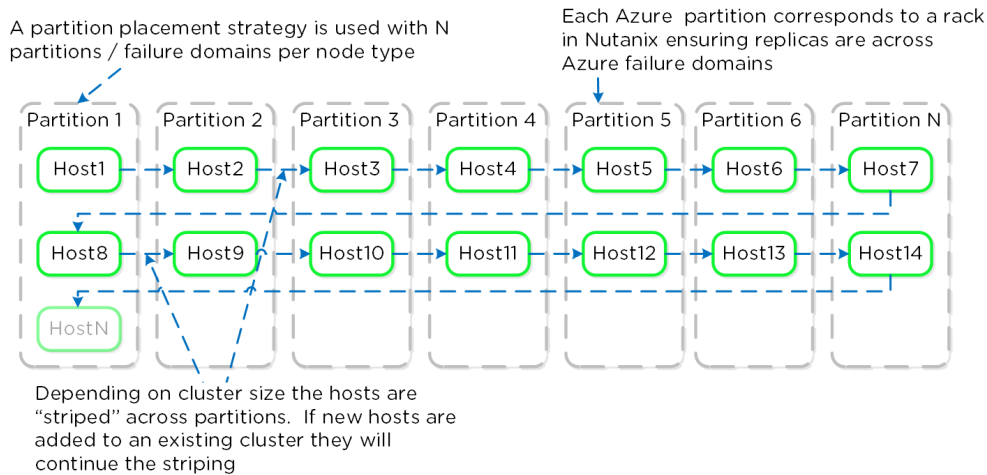 A partition placement strategy is used with N
partitions / failure domains per node type
Each Azure partition corresponds to a rack
in Nutanix ensuring replicas are across
Azure failure domains
Partition 1
Partition 2
Partition 3
Partition 4
Partition 5
Partition 6
Partition N
Host1
Host2
Host3
Host4
Host5
Host6
Host7
Host8
Host9
Host10
Host11
Host12
Host13
Host14
HostN
Depending on cluster size the hosts are
“striped” across partitions. If new hosts are
added to an existing cluster they will
continue the striping